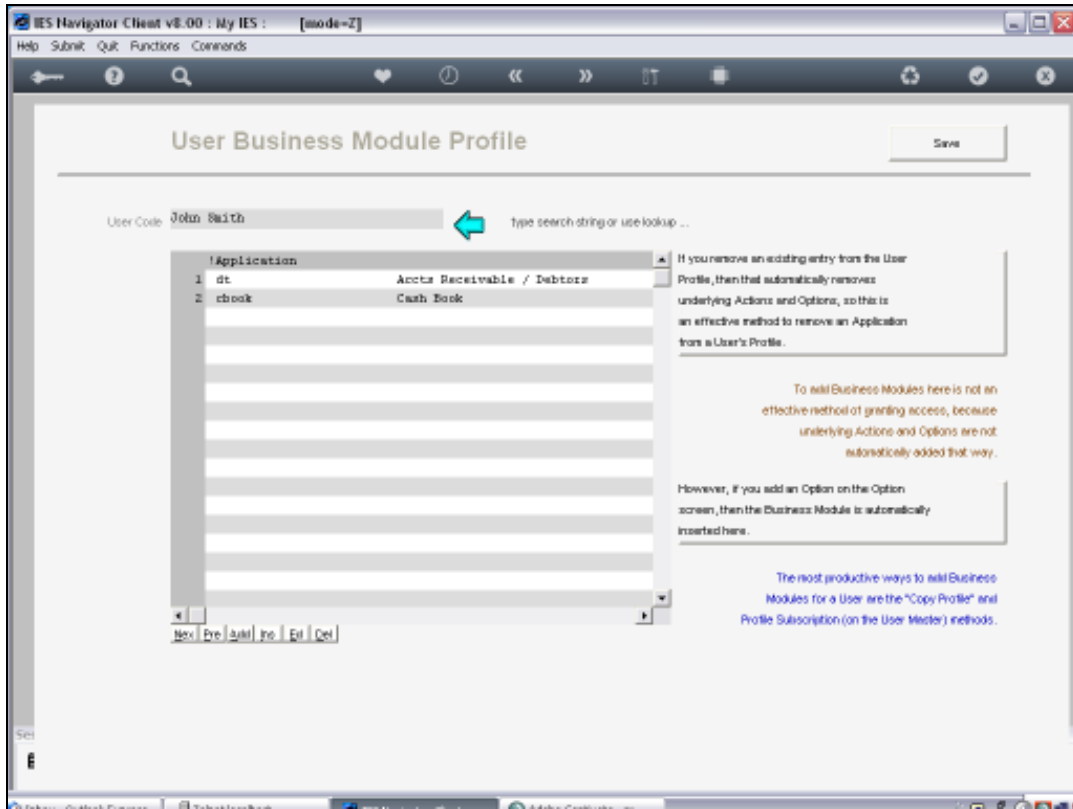 IES Navigator Client v8.00 : My IES : [mode=Z]
Help Submit Quit Functions Commands
User Business Module Profile
Save
User Code John Smith type search string or use lookup ...
!Application
1 dt Accts Receivable / Debtors
2 cbook Cash Book
If you remove an existing entry from the User
Profile, then that automatically removes
underlying Actions and Options, so this is
an effective method to remove an Application
from a User's Profile.
To add Business Modules here is not an
effective method of granting access, because
underlying Actions and Options are not
automatically added that way.
However, if you add an Option on the Option
screen, then the Business Module is automatically
inserted here.
The most productive ways to add Business
Modules for a User are the "Copy Profile" and
Profile Subscription (on the User Master) methods.
Nex Pre Add Ins Edt Del
Ser